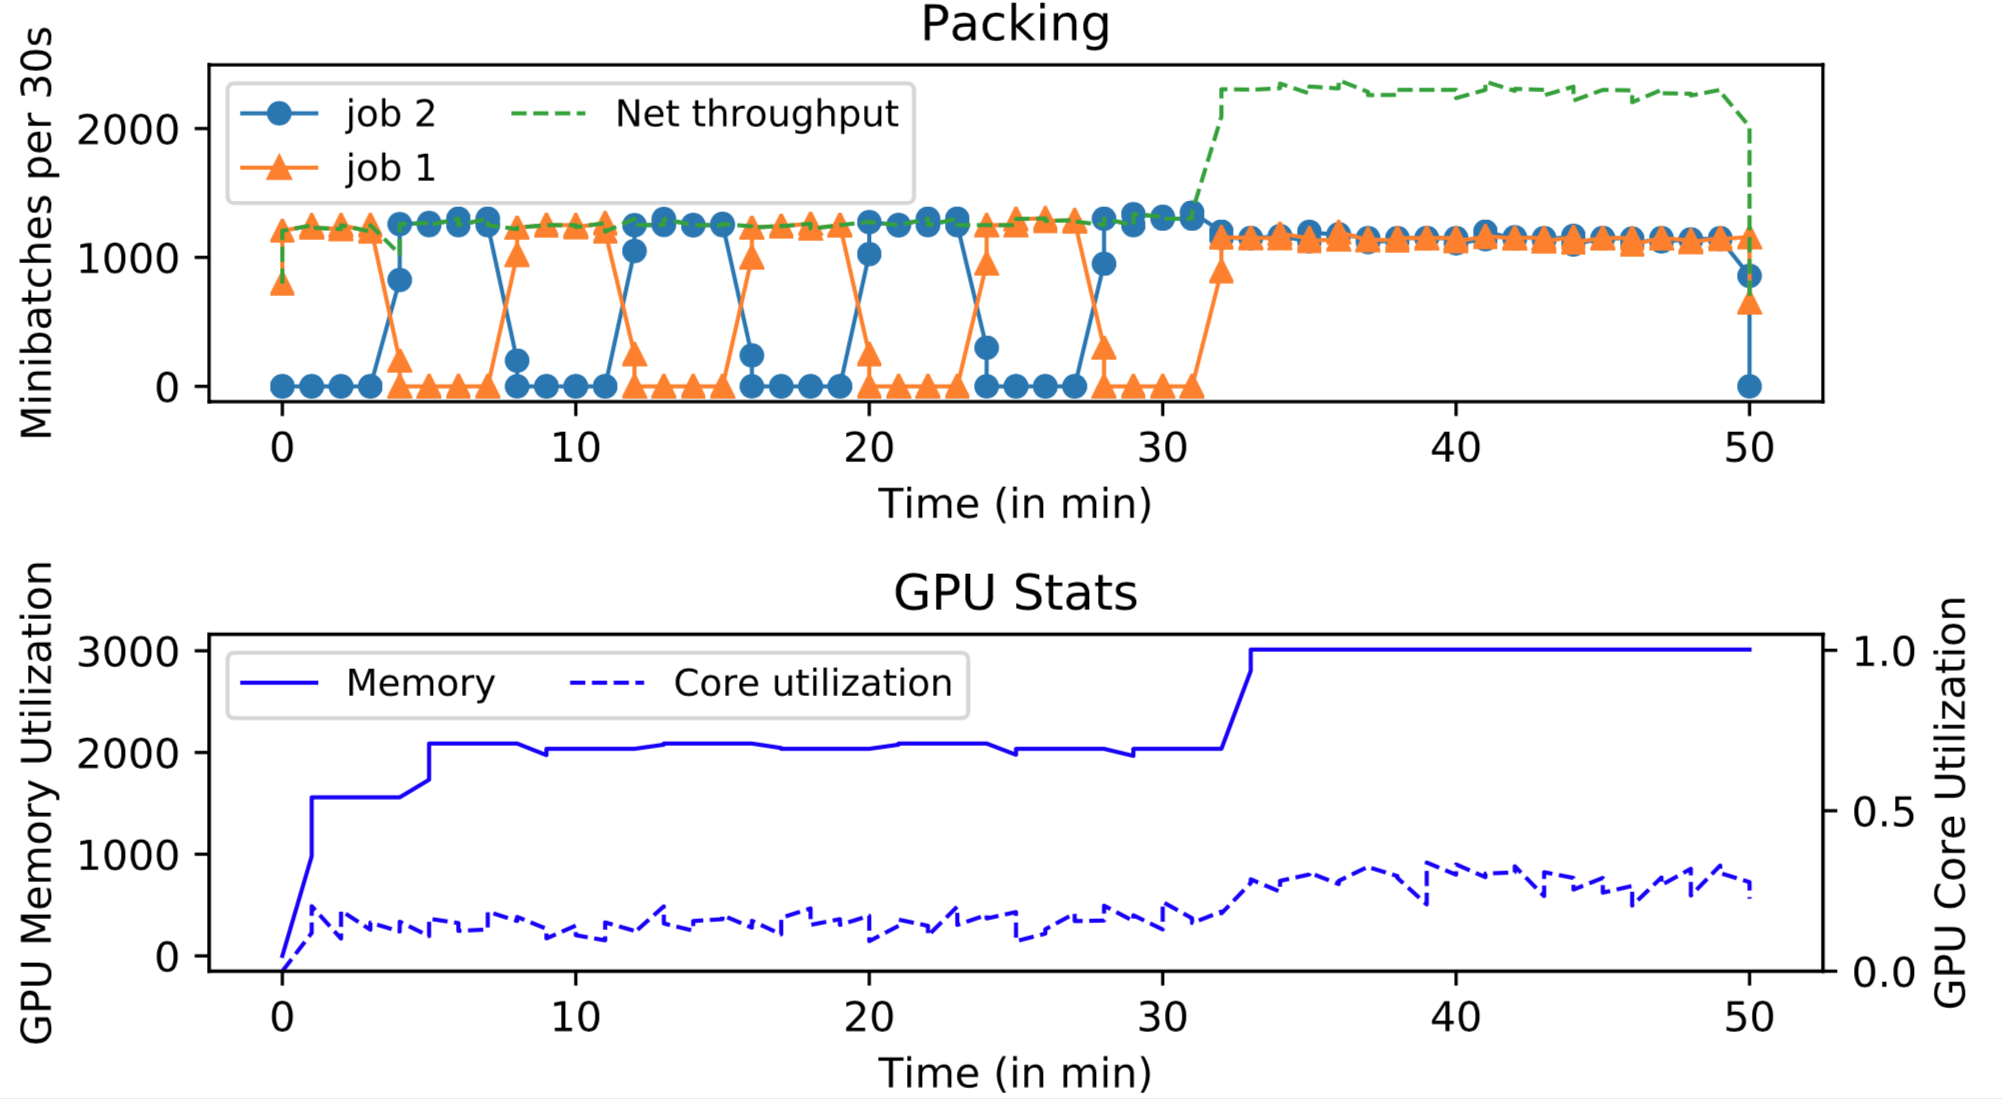 Packing
Minibatches per 30s
job 2
Net throughput
job 1
2000
1000
0
0 10 20 30 40 50
Time (in min)
GPU Stats
GPU Memory Utilization
Memory
Core utilization
3000
2000
1000
0
1.0
0.5
0.0
GPU Core Utilization
0 10 20 30 40 50
Time (in min)